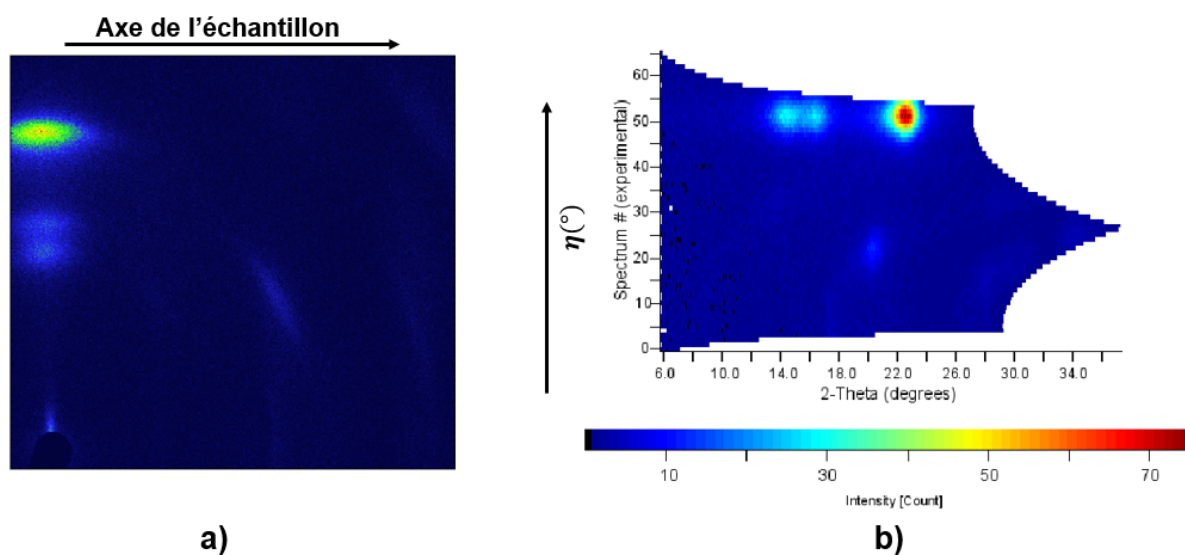 Axe de l'échantillon
η(°)
Spectrum # (experimental)
60
50
40
30
20
10
0
6.0 10.0 14.0 18.0 22.0 26.0 30.0 34.0
2-Theta (degrees)
10 30 50 70
Intensity [Count]
a) b)